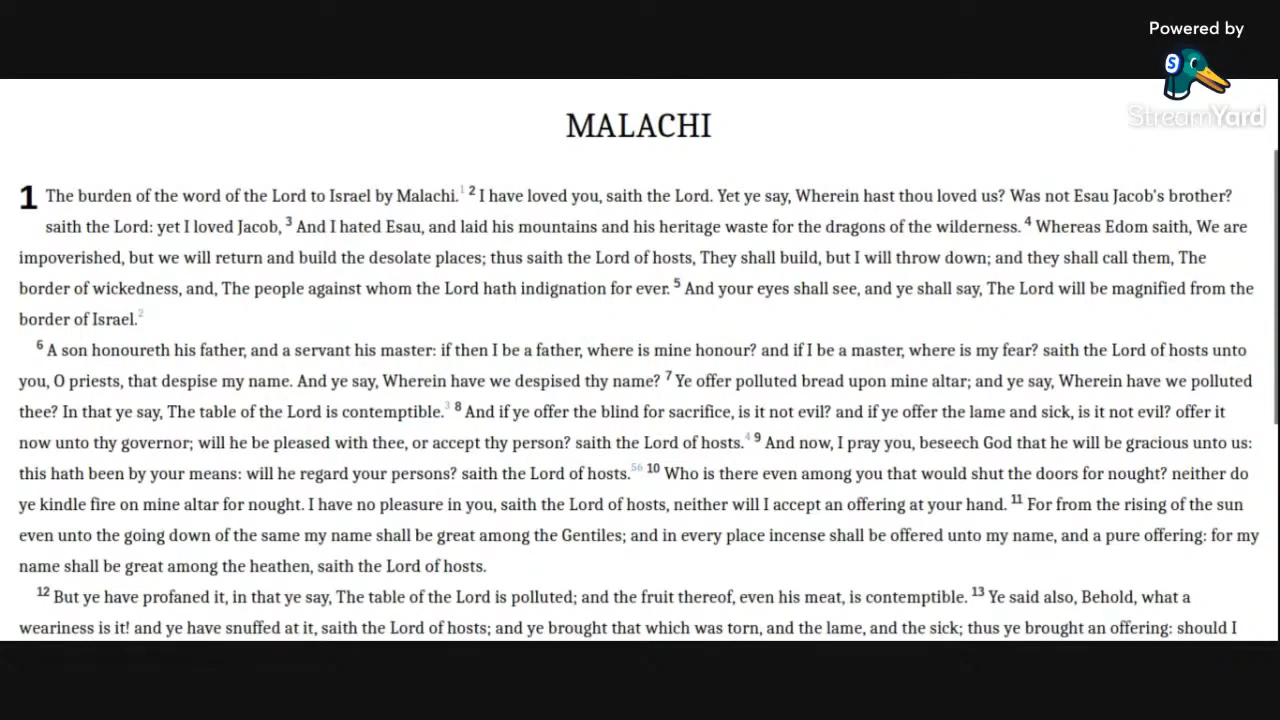 Powered by
S
StreamYard
MALACHI
1 The burden of the word of the Lord to Israel by Malachi.1 2 I have loved you, saith the Lord. Yet ye say, Wherein hast thou loved us? Was not Esau Jacob's brother?
saith the Lord: yet I loved Jacob, 3 And I hated Esau, and laid his mountains and his heritage waste for the dragons of the wilderness. 4 Whereas Edom saith, We are
impoverished, but we will return and build the desolate places; thus saith the Lord of hosts, They shall build, but I will throw down; and they shall call them, The
border of wickedness, and, The people against whom the Lord hath indignation for ever. 5 And your eyes shall see, and ye shall say, The Lord will be magnified from the
border of Israel.2
6 A son honoureth his father, and a servant his master: if then I be a father, where is mine honour? and if I be a master, where is my fear? saith the Lord of hosts unto
you, O priests, that despise my name. And ye say, Wherein have we despised thy name? 7 Ye offer polluted bread upon mine altar; and ye say, Wherein have we polluted
thee? In that ye say, The table of the Lord is contemptible.3 8 And if ye offer the blind for sacrifice, is it not evil? and if ye offer the lame and sick, is it not evil? offer it
now unto thy governor; will he be pleased with thee, or accept thy person? saith the Lord of hosts.4 9 And now, I pray you, beseech God that he will be gracious unto us:
this hath been by your means: will he regard your persons? saith the Lord of hosts.56 10 Who is there even among you that would shut the doors for nought? neither do
ye kindle fire on mine altar for nought. I have no pleasure in you, saith the Lord of hosts, neither will I accept an offering at your hand. 11 For from the rising of the sun
even unto the going down of the same my name shall be great among the Gentiles; and in every place incense shall be offered unto my name, and a pure offering: for my
name shall be great among the heathen, saith the Lord of hosts.
12 But ye have profaned it, in that ye say, The table of the Lord is polluted; and the fruit thereof, even his meat, is contemptible. 13 Ye said also, Behold, what a
weariness is it! and ye have snuffed at it, saith the Lord of hosts; and ye brought that which was torn, and the lame, and the sick; thus ye brought an offering: should I